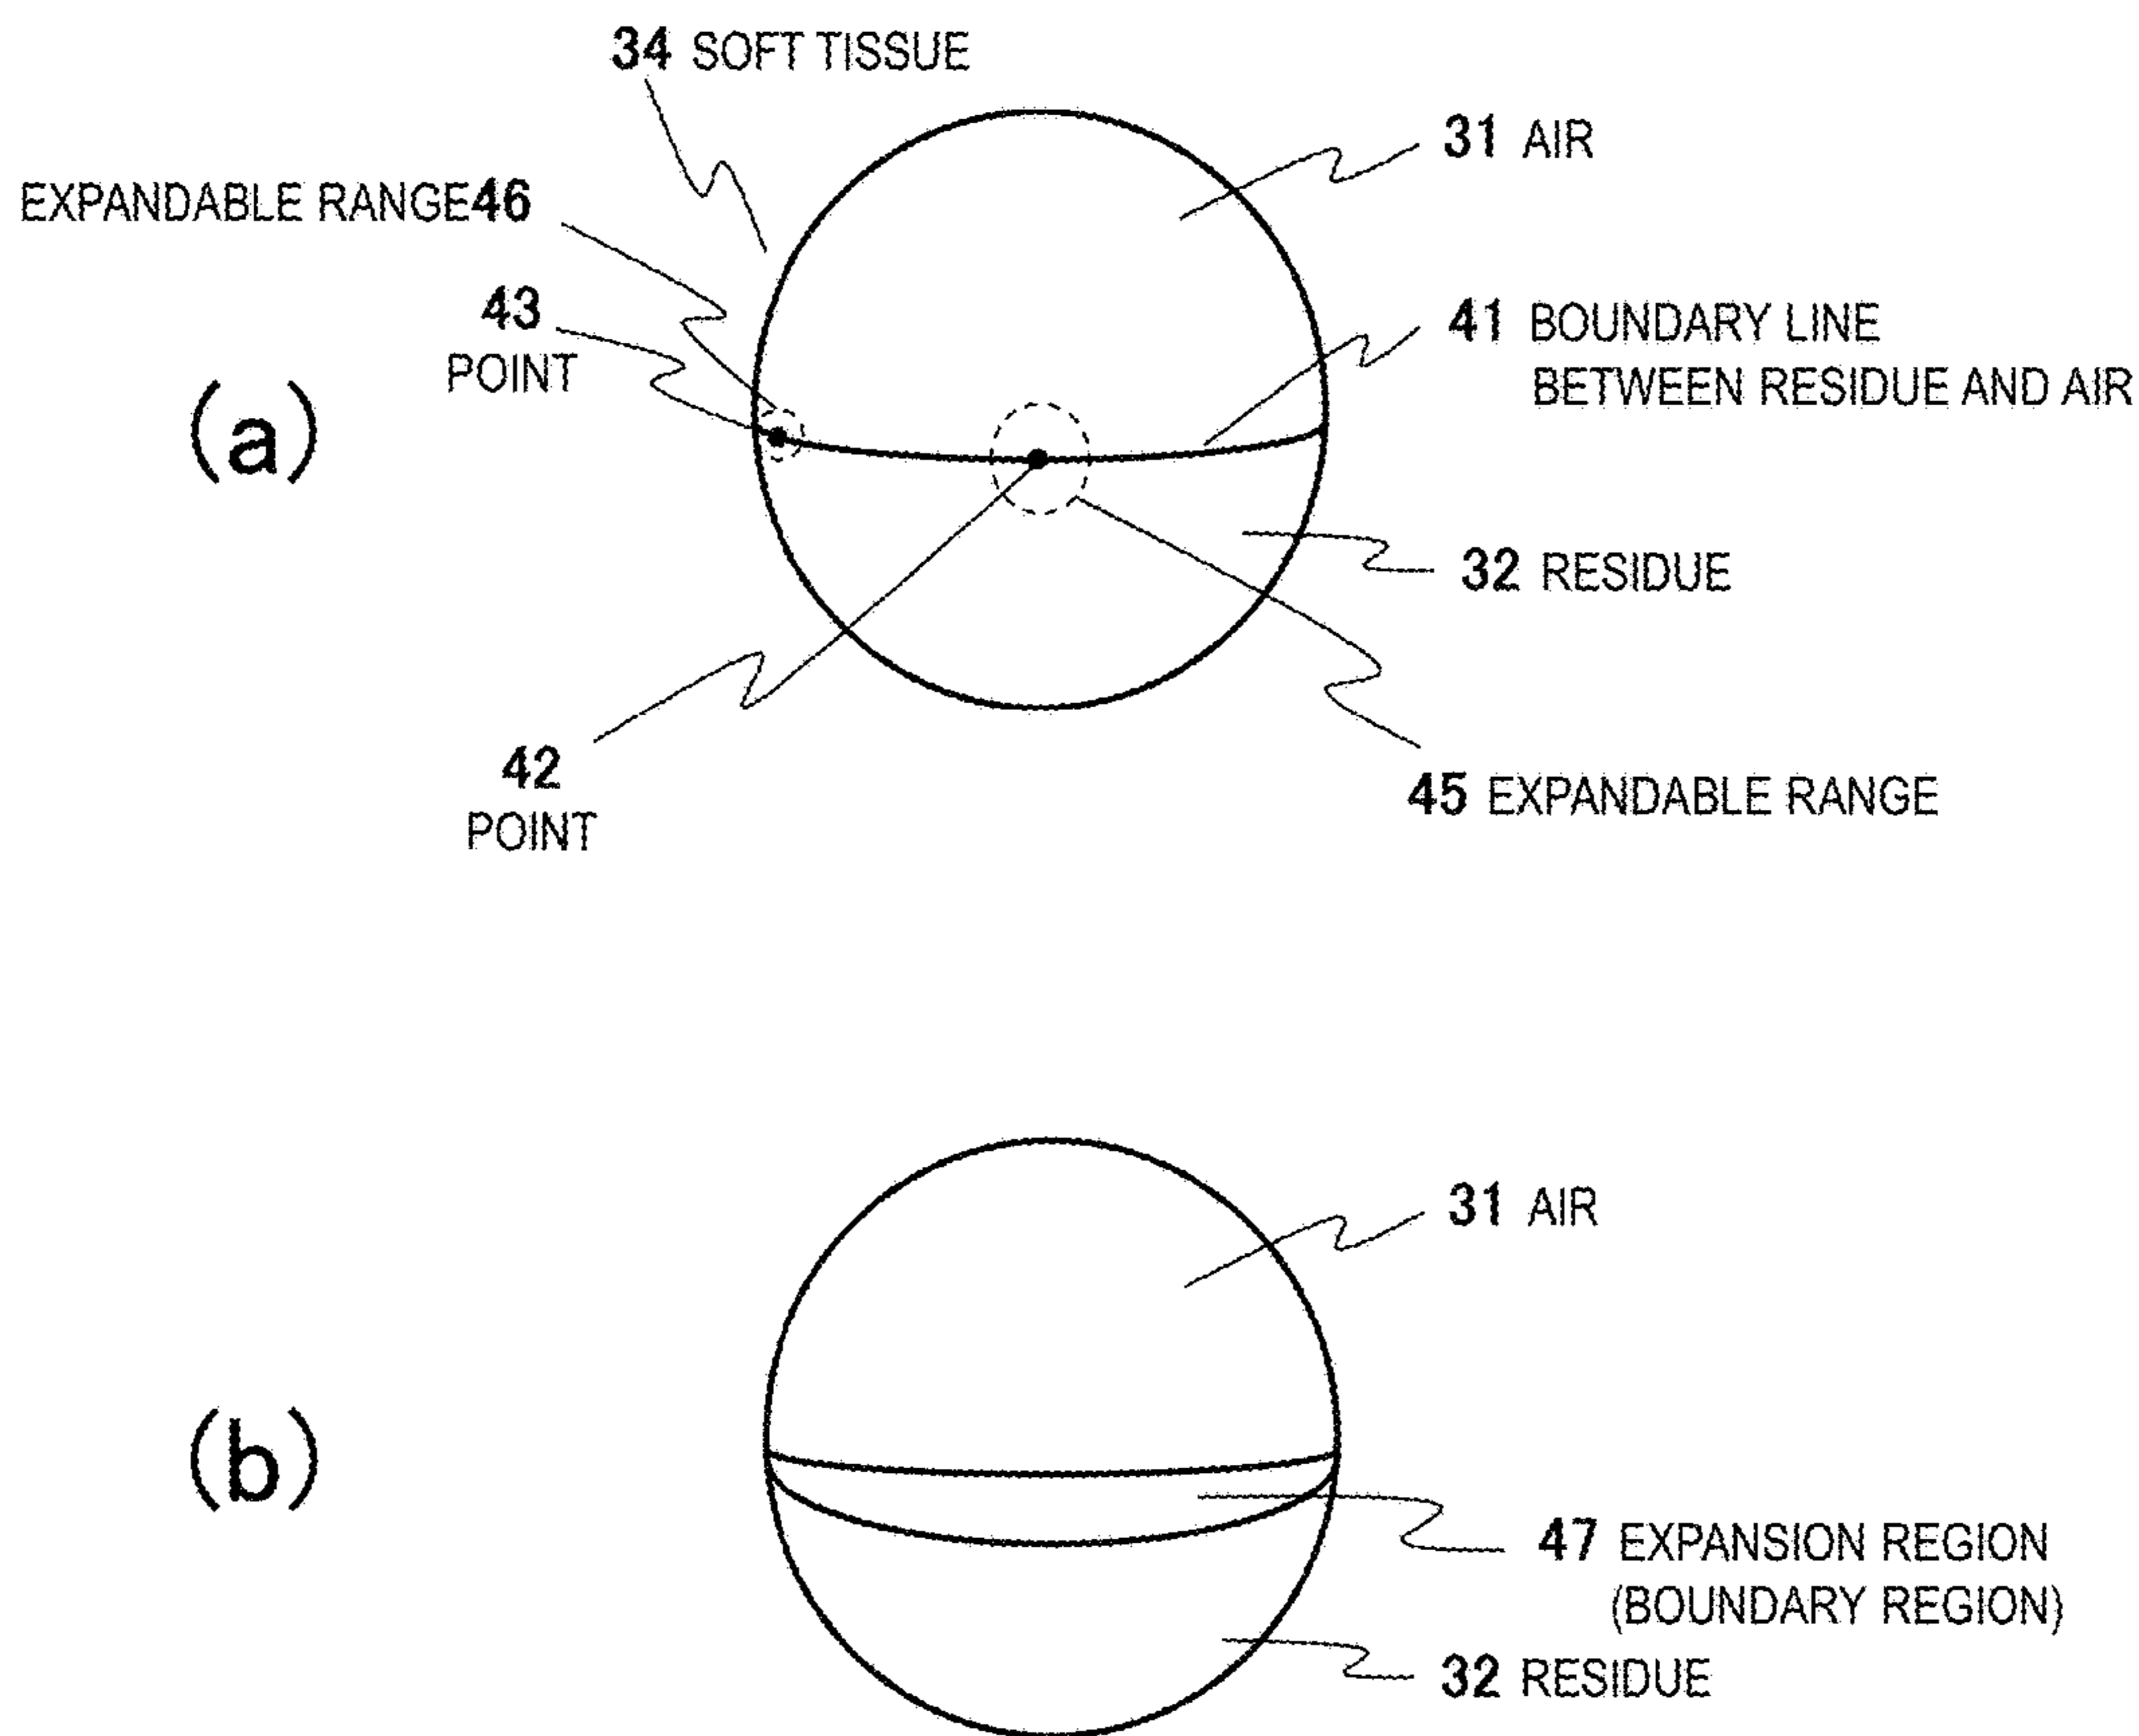 34 SOFT TISSUE
31 AIR
EXPANDABLE RANGE46
43
POINT
41 BOUNDARY LINE
BETWEEN RESIDUE AND AIR
(a)
32 RESIDUE
42
POINT
45 EXPANDABLE RANGE
31 AIR
(b)
47 EXPANSION REGION
(BOUNDARY REGION)
32 RESIDUE